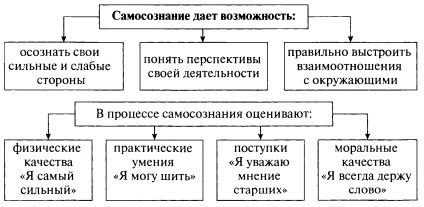 Самосознание дает возможность:
осознать свои
сильные и слабые
стороны
понять перспективы
своей деятельности
правильно выстроить
взаимоотношения
с окружающими
В процессе самосознания оценивают:
физические
качества
«Я самый
сильный»
практические
умения
«Я могу шить»
поступки
«Я уважаю
мнение
старших»
моральные
качества
«Я всегда держу
слово»